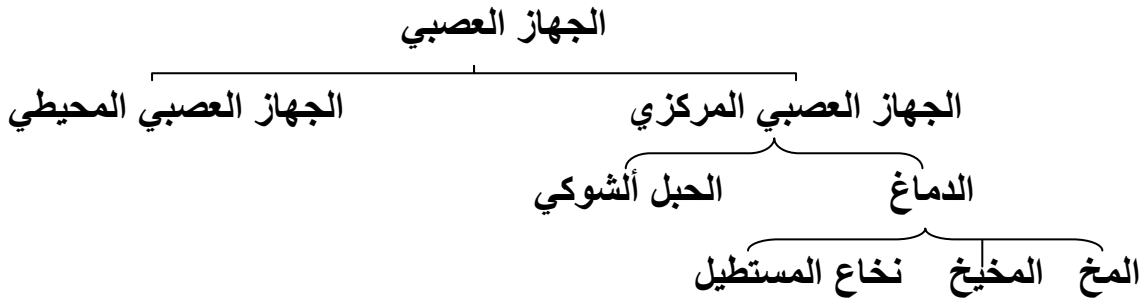 الجهاز العصبي
الجهاز العصبي المركزي الجهاز العصبي المحيطي
الدماغ الحبل ألشوكي
المخ المخيخ نخاع المستطيل